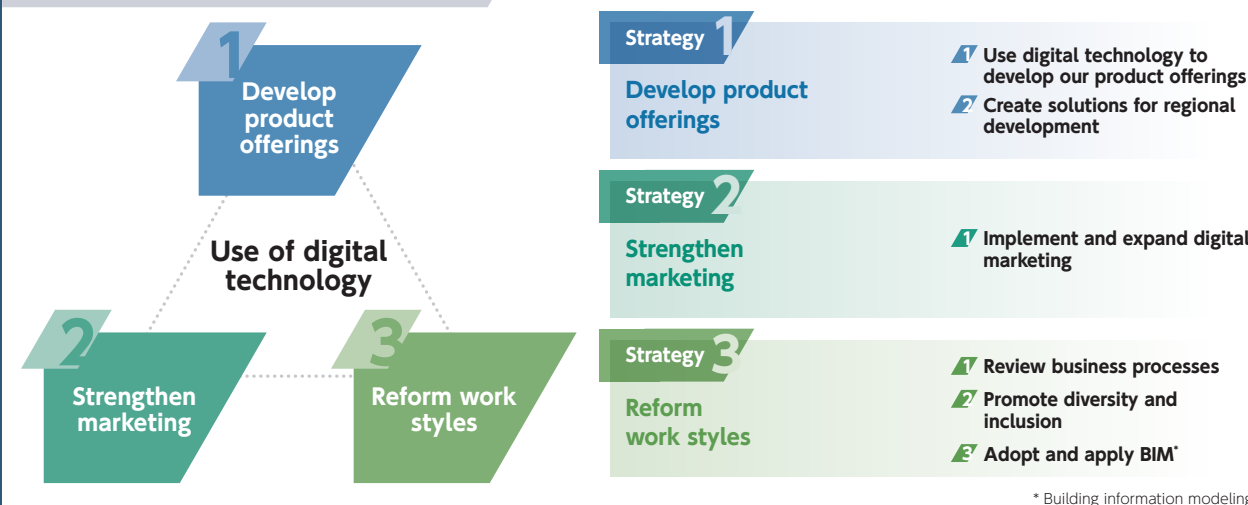 1
Develop
product
offerings
Use of digital
technology
2
Strengthen
marketing
3
Reform work
styles
Strategy 1
Develop product
offerings
1 Use digital technology to
develop our product offerings
2 Create solutions for regional
development
Strategy 2
Strengthen
marketing
1 Implement and expand digital
marketing
Strategy 3
Reform
work styles
1 Review business processes
2 Promote diversity and
inclusion
3 Adopt and apply BIM*
* Building information modeling